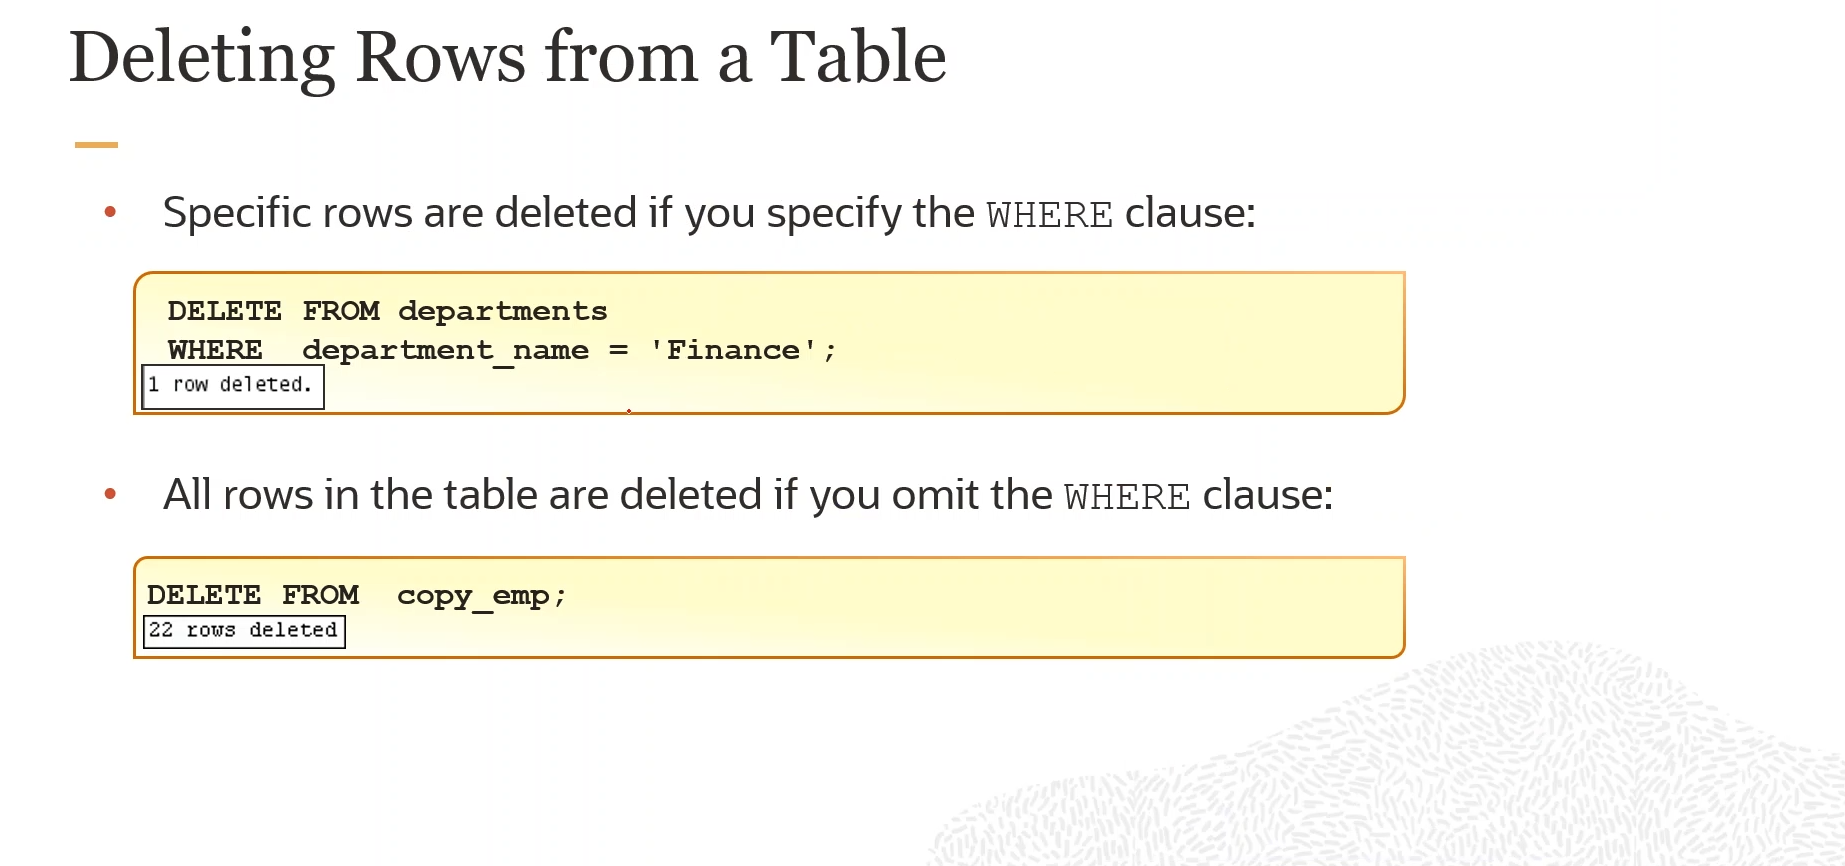 Deleting Rows from a Table
• Specific rows are deleted if you specify the WHERE clause:
DELETE FROM departments
WHERE  department_name = 'Finance';
1 row deleted.
• All rows in the table are deleted if you omit the WHERE clause:
DELETE FROM  copy_emp;
22 rows deleted